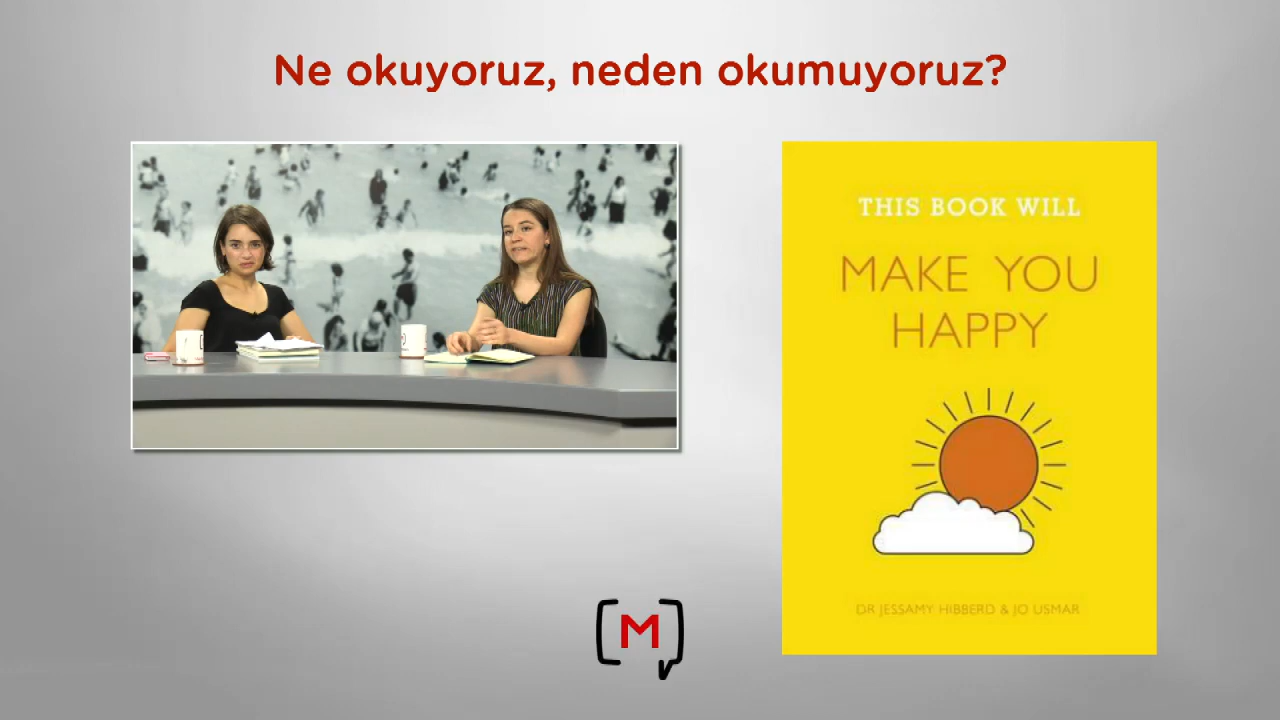 Ne okuyoruz, neden okumuyoruz?
THIS BOOK WILL
MAKE YOU
HAPPY
DR JESSAMY HIBBERD & JO USMAR
[M]